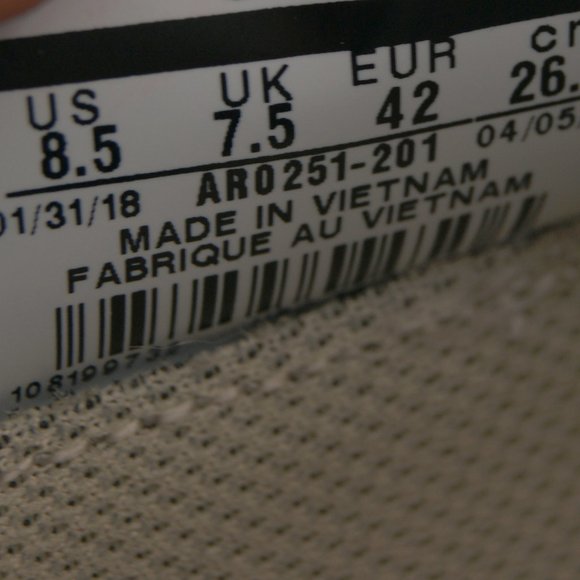 US UK EUR cm
8.5 7.5 42 26.
01/31/18 AR0251-201 04/05/
MADE IN VIETNAM
FABRIQUE AU VIETNAM